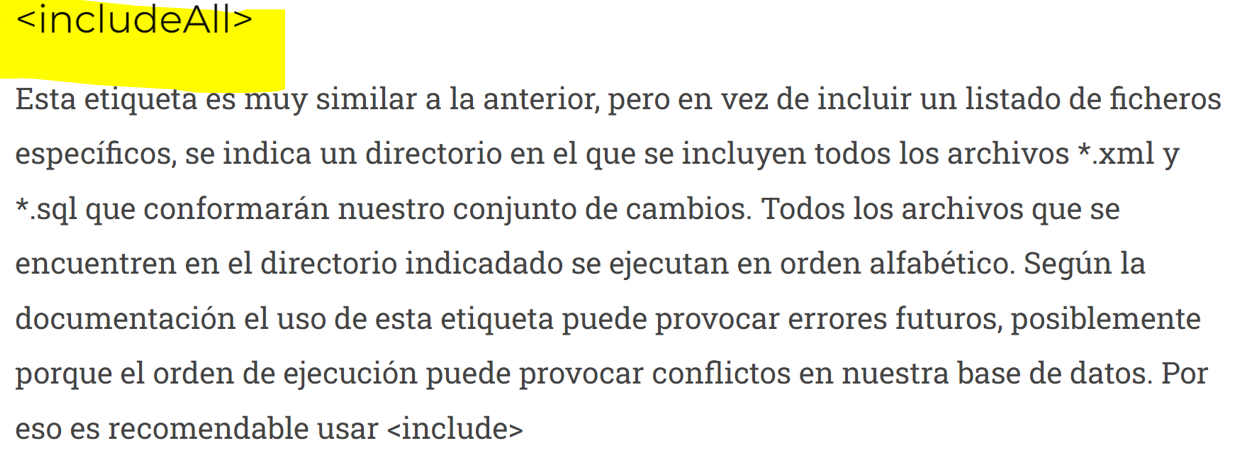 <includeAll>
Esta etiqueta es muy similar a la anterior, pero en vez de incluir un listado de ficheros
específicos, se indica un directorio en el que se incluyen todos los archivos *.xml y
*.sql que conformarán nuestro conjunto de cambios. Todos los archivos que se
encuentren en el directorio indicadado se ejecutan en orden alfabético. Según la
documentación el uso de esta etiqueta puede provocar errores futuros, posiblemente
porque el orden de ejecución puede provocar conflictos en nuestra base de datos. Por
eso es recomendable usar <include>